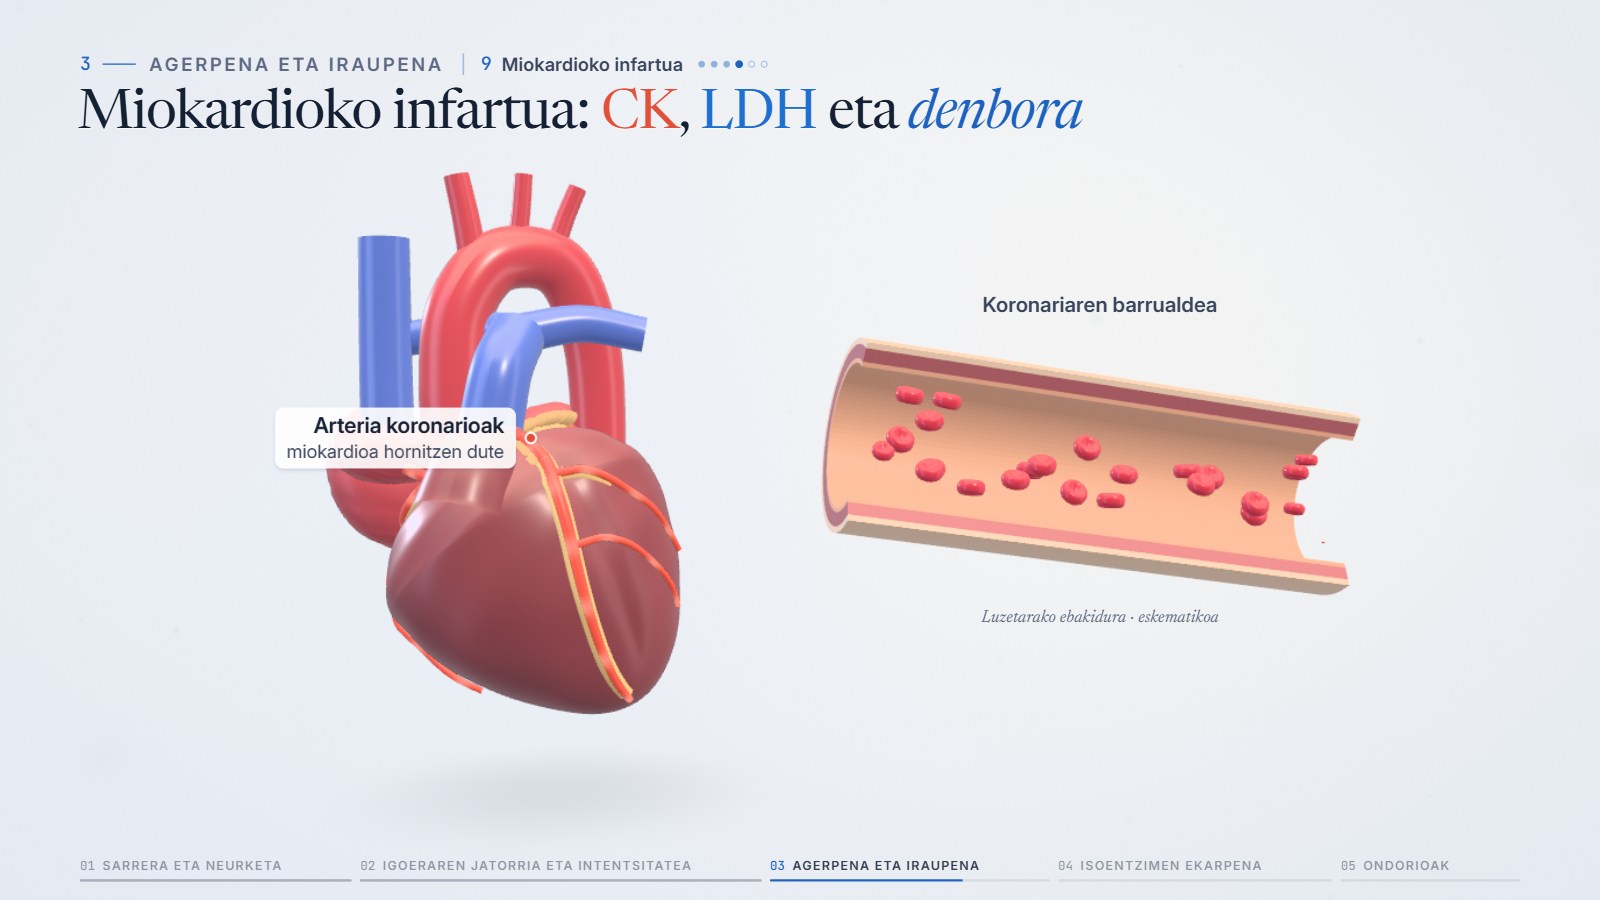 3 — AGERPENA ETA IRAUPENA | 9 Miokardioko infartua
Miokardioko infartua: CK, LDH eta denbora
Arteria koronarioak
miokardioa hornitzen dute
Koronariaren barrualdea
Luzetarako ebakidura · eskematikoa
01 SARRERA ETA NEURKETA
02 IGOERAREN JATORRIA ETA INTENTSITATEA
03 AGERPENA ETA IRAUPENA
04 ISOENTZIMEN EKARPENA
05 ONDORIOAK